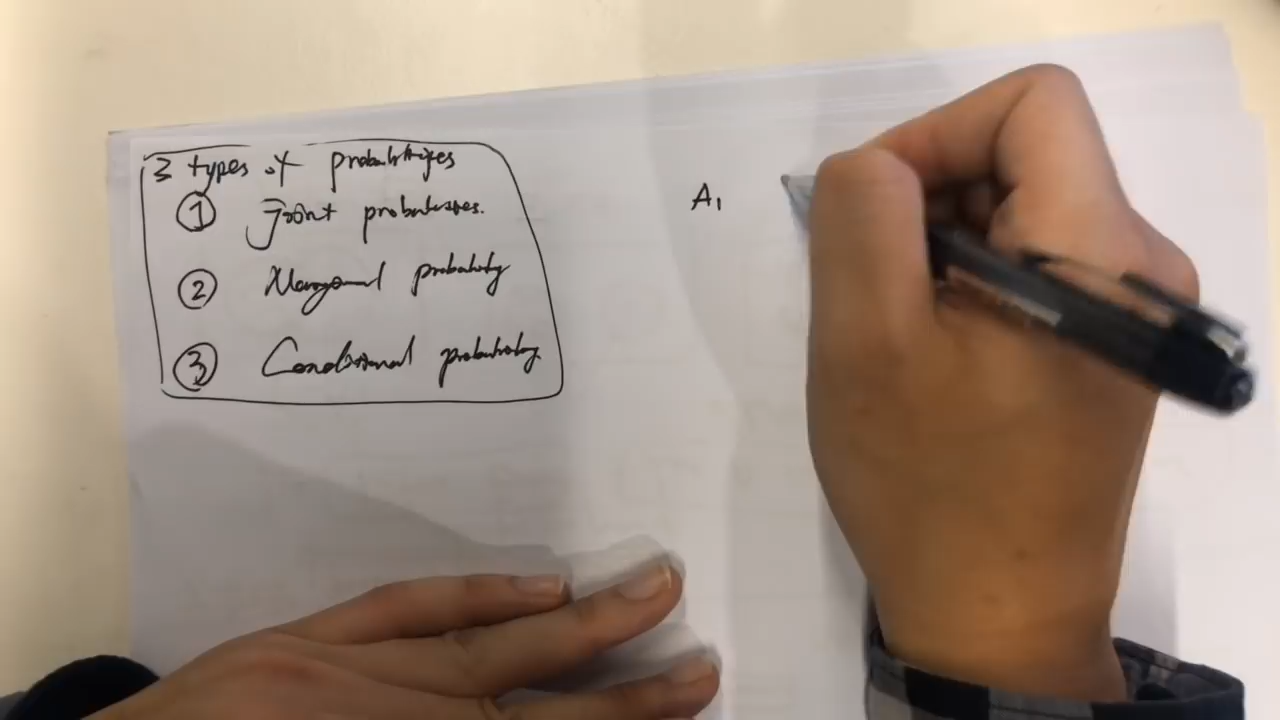 3 types of probabilities
① Joint probabilities.
② Marginal probability
③ Conditional probability
A₁